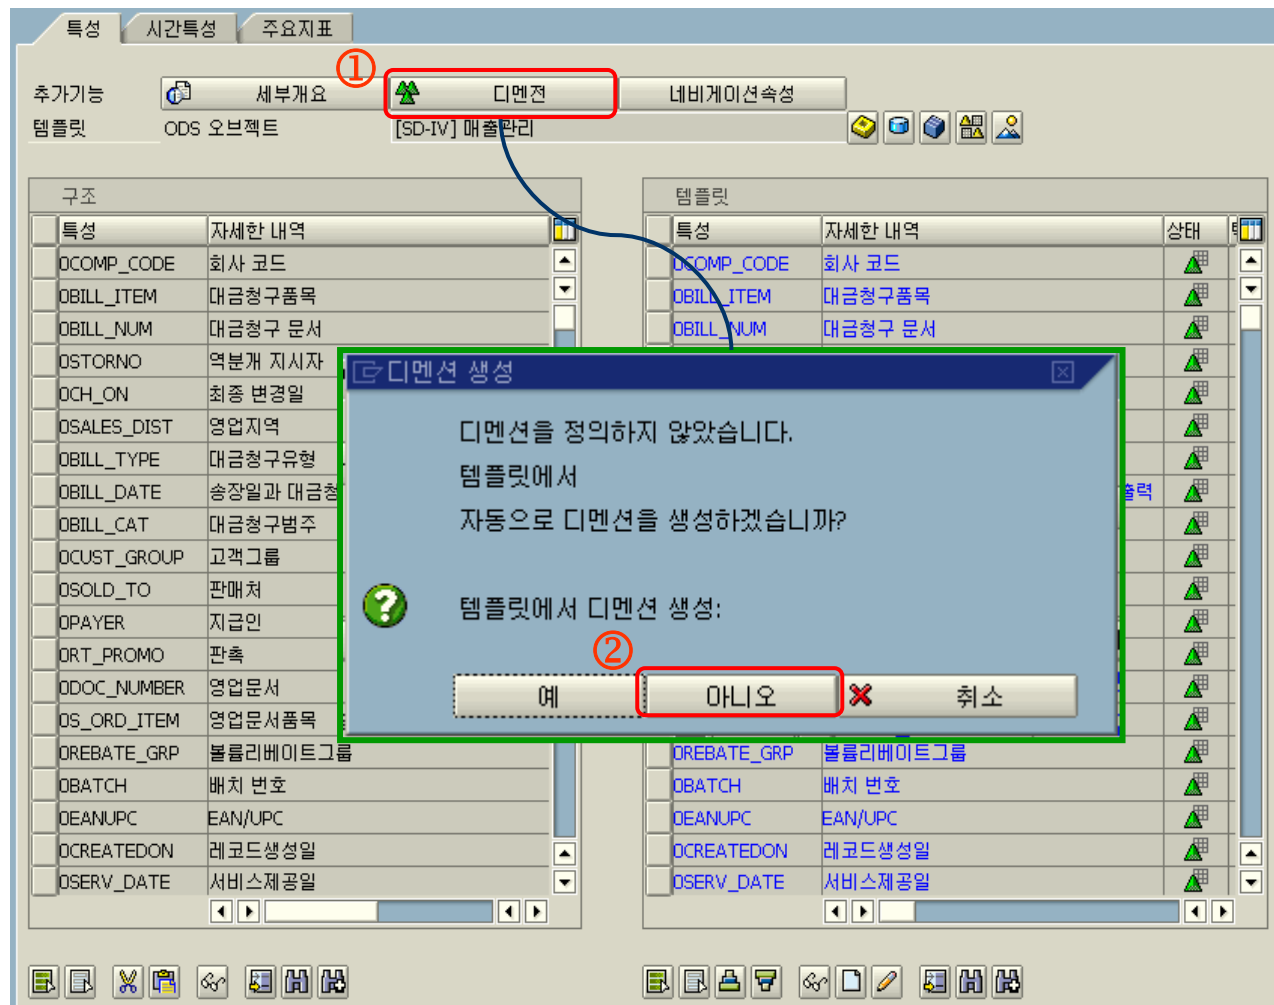 특성 시간특성 주요지표
①
추가기능 세부개요 디멘젼 네비게이션속성
템플릿 ODS 오브젝트 [SD-IV] 매출관리
구조
특성 자세한 내역
0COMP_CODE 회사 코드
0BILL_ITEM 대금청구품목
0BILL_NUM 대금청구 문서
0STORNO 역분개 지시자
0CH_ON 최종 변경일
0SALES_DIST 영업지역
0BILL_TYPE 대금청구유형
0BILL_DATE 송장일과 대금청
0BILL_CAT 대금청구범주
0CUST_GROUP 고객그룹
0SOLD_TO 판매처
0PAYER 지급인
0RT_PROMO 판촉
0DOC_NUMBER 영업문서
0S_ORD_ITEM 영업문서품목
0REBATE_GRP 볼륨리베이트그룹
0BATCH 배치 번호
0EANUPC EAN/UPC
0CREATEDON 레코드생성일
0SERV_DATE 서비스제공일
템플릿
특성 자세한 내역 상태
0COMP_CODE 회사 코드
0BILL_ITEM 대금청구품목
0BILL_NUM 대금청구 문서
출력
0REBATE_GRP 볼륨리베이트그룹
0BATCH 배치 번호
0EANUPC EAN/UPC
0CREATEDON 레코드생성일
0SERV_DATE 서비스제공일
디멘션 생성
디멘션을 정의하지 않았습니다.
템플릿에서
자동으로 디멘션을 생성하겠습니까?
템플릿에서 디멘션 생성:
②
예 아니오 취소